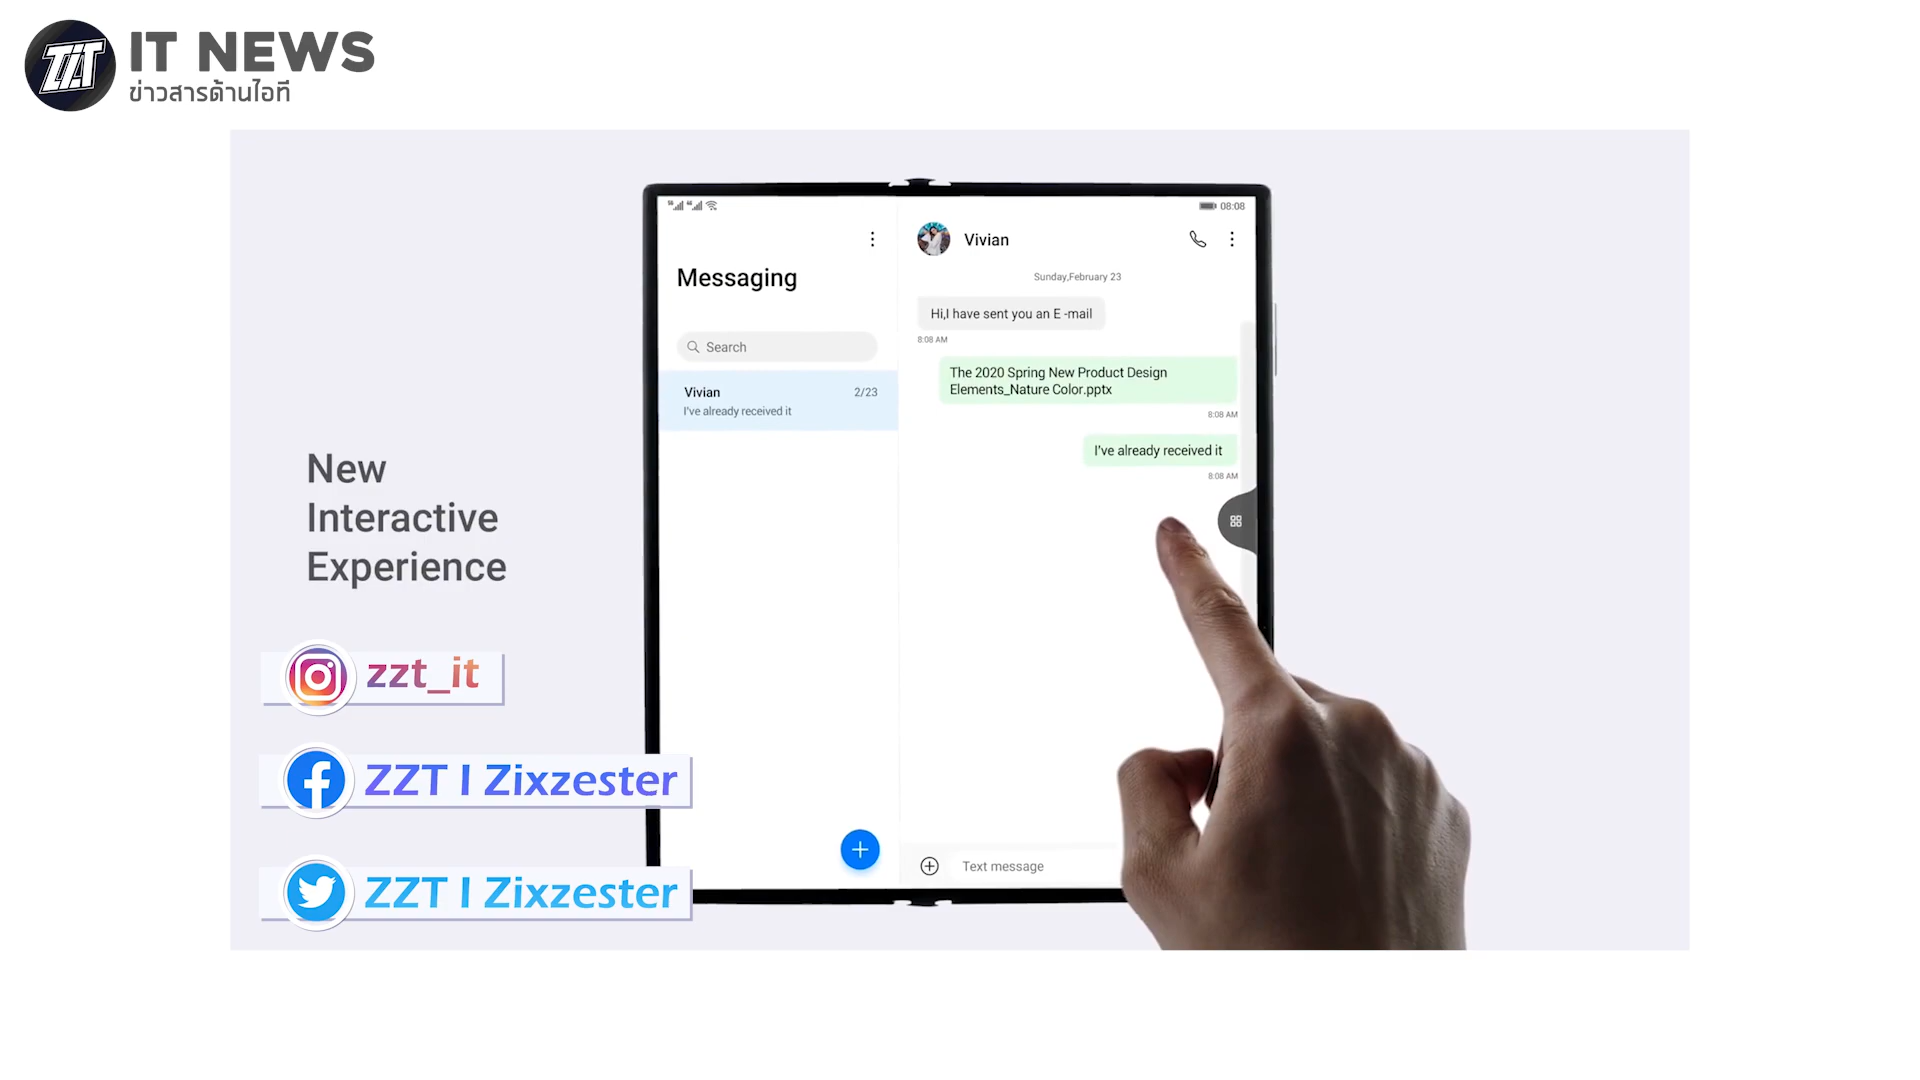 ZZT
IT NEWS
ข่าวสารด้านไอที
08:08
Messaging
Search
Vivian
2/23
I've already received it
Vivian
Sunday,February 23
Hi,I have sent you an E -mail
8:08 AM
The 2020 Spring New Product Design
Elements_Nature Color.pptx
8:08 AM
I've already received it
8:08 AM
Text message
New
Interactive
Experience
zzt_it
ZZT I Zixzester
ZZT I Zixzester